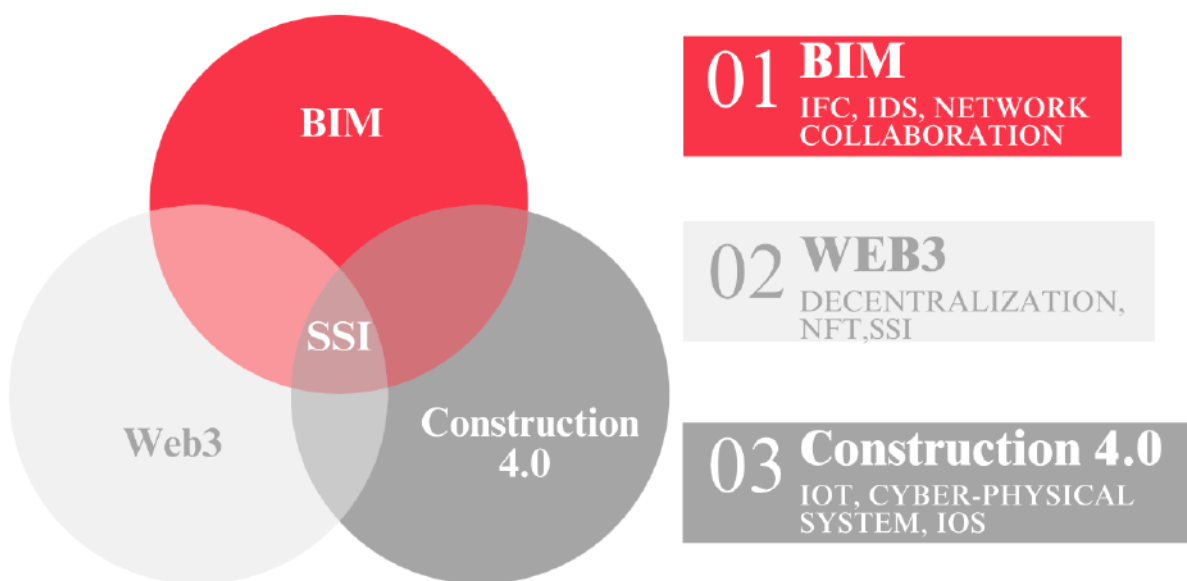 BIM
SSI
Web3
Construction
4.0
01
BIM
IFC, IDS, NETWORK
COLLABORATION
02
WEB3
DECENTRALIZATION,
NFT,SSI
03
Construction 4.0
IOT, CYBER-PHYSICAL
SYSTEM, IOS